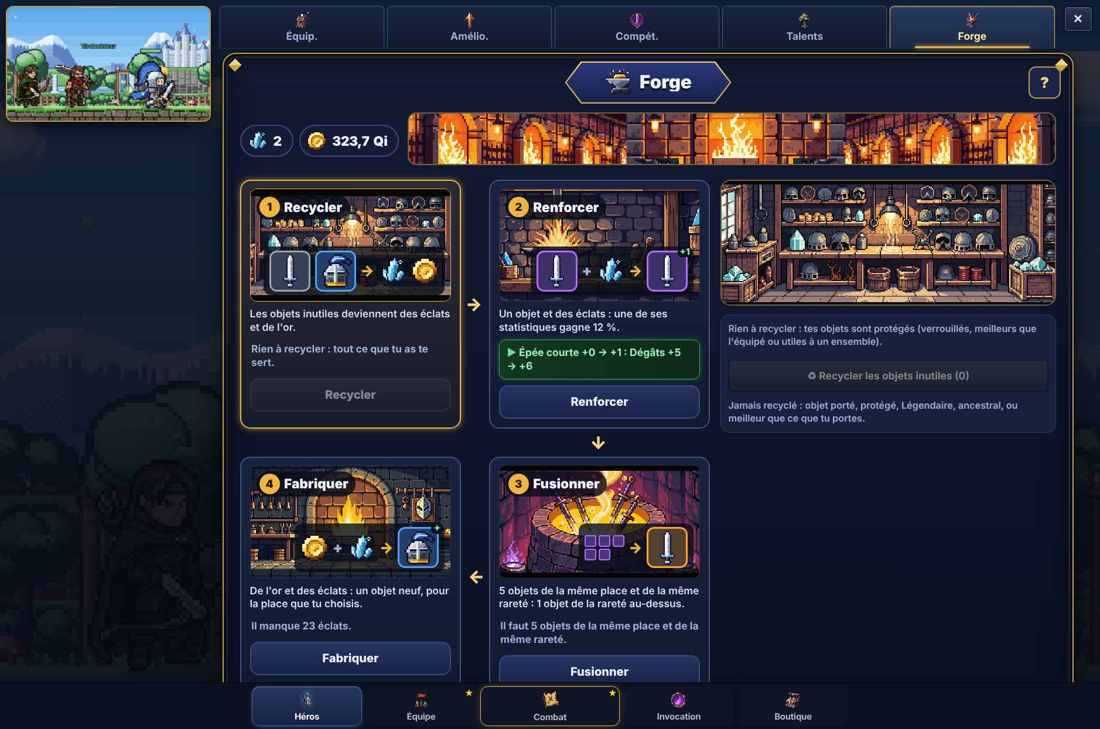 Équip.
Amélio.
Compét.
Talents
Forge
×
Forge
?
2
323,7 Qi
1 Recycler
Les objets inutiles deviennent des éclats
et de l'or.
Rien à recycler : tout ce que tu as te
sert.
Recycler
2 Renforcer
+1
Un objet et des éclats : une de ses
statistiques gagne 12 %.
▶ Épée courte +0 → +1 : Dégâts +5
→ +6
Renforcer
Rien à recycler : tes objets sont protégés (verrouillés, meilleurs que
l'équipé ou utiles à un ensemble).
♻ Recycler les objets inutiles (0)
Jamais recyclé : objet porté, protégé, Légendaire, ancestral, ou
meilleur que ce que tu portes.
4 Fabriquer
De l'or et des éclats : un objet neuf, pour
la place que tu choisis.
Il manque 23 éclats.
Fabriquer
3 Fusionner
5 objets de la même place et de la même
rareté : 1 objet de la rareté au-dessus.
Il faut 5 objets de la même place et de la
même rareté.
Fusionner
Héros
Équipe
Combat
Invocation
Boutique